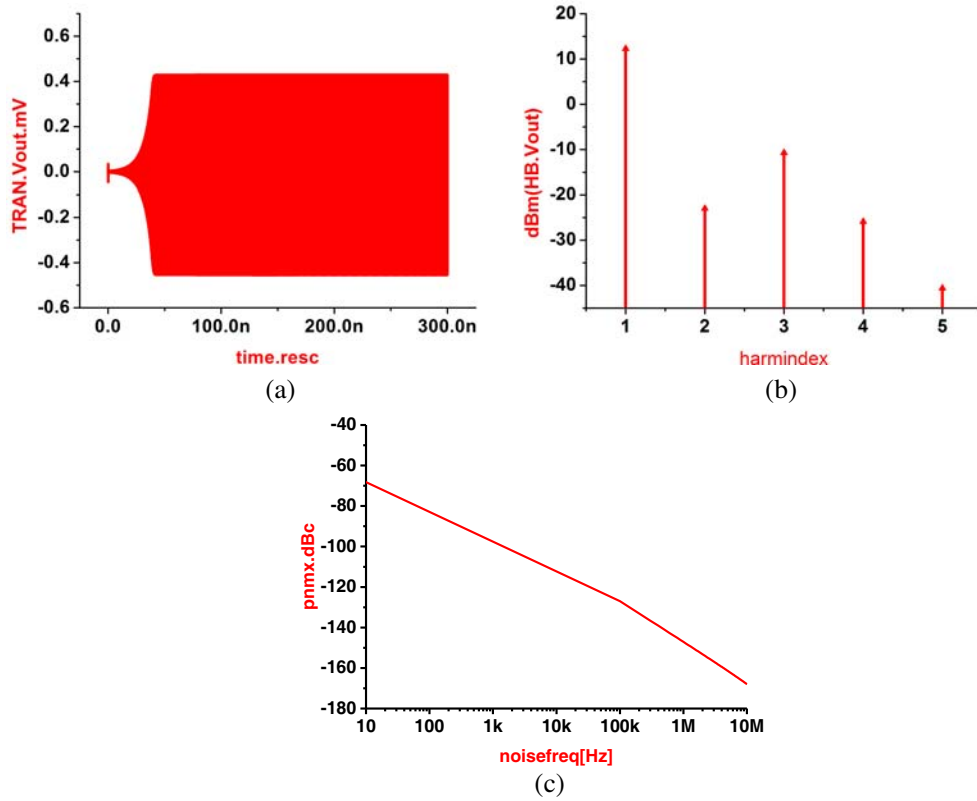 TRAN.Vout.mV
0.6
0.4
0.2
0.0
-0.2
-0.4
-0.6
0.0 100.0n 200.0n 300.0n
time.resc
(a)
dBm(HB.Vout)
20
10
0
-10
-20
-30
-40
1 2 3 4 5
harmindex
(b)
pnmx.dBc
-40
-60
-80
-100
-120
-140
-160
-180
10 100 1k 10k 100k 1M 10M
noisefreq[Hz]
(c)